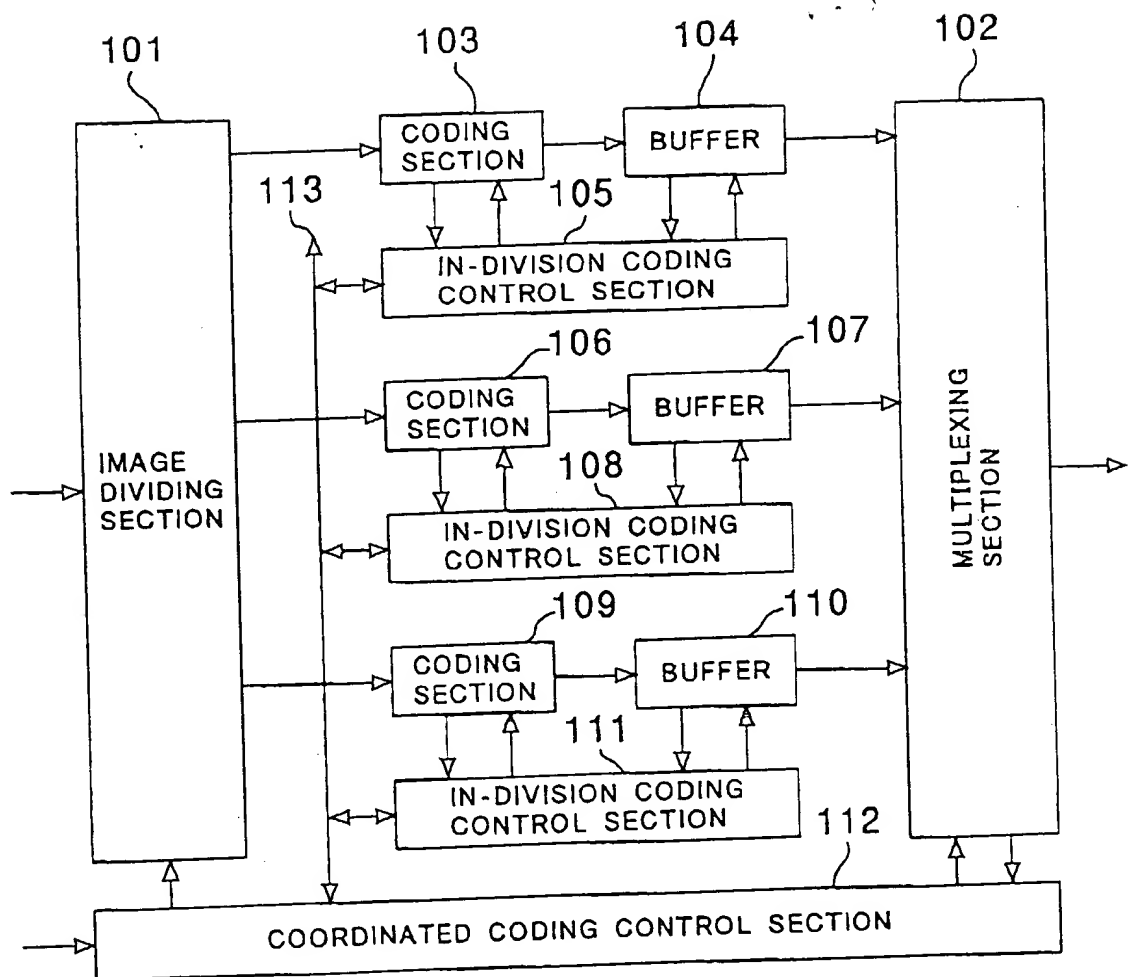 101
103
104
102
CODING
SECTION
BUFFER
113
105
IN-DIVISION CODING
CONTROL SECTION
106
107
CODING
SECTION
BUFFER
IMAGE
DIVIDING
SECTION
MULTIPLEXING
SECTION
108
IN-DIVISION CODING
CONTROL SECTION
109
110
CODING
SECTION
BUFFER
111
IN-DIVISION CODING
CONTROL SECTION
112
COORDINATED CODING CONTROL SECTION